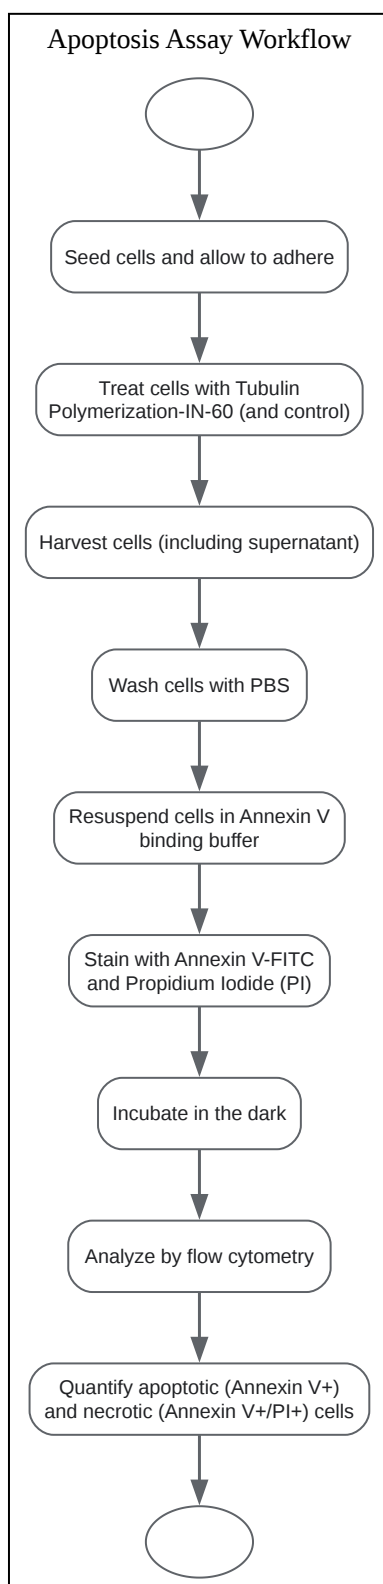 Apoptosis Assay Workflow
Seed cells and allow to adhere
Treat cells with Tubulin
Polymerization-IN-60 (and control)
Harvest cells (including supernatant)
Wash cells with PBS
Resuspend cells in Annexin V
binding buffer
Stain with Annexin V-FITC
and Propidium Iodide (PI)
Incubate in the dark
Analyze by flow cytometry
Quantify apoptotic (Annexin V+)
and necrotic (Annexin V+/PI+) cells